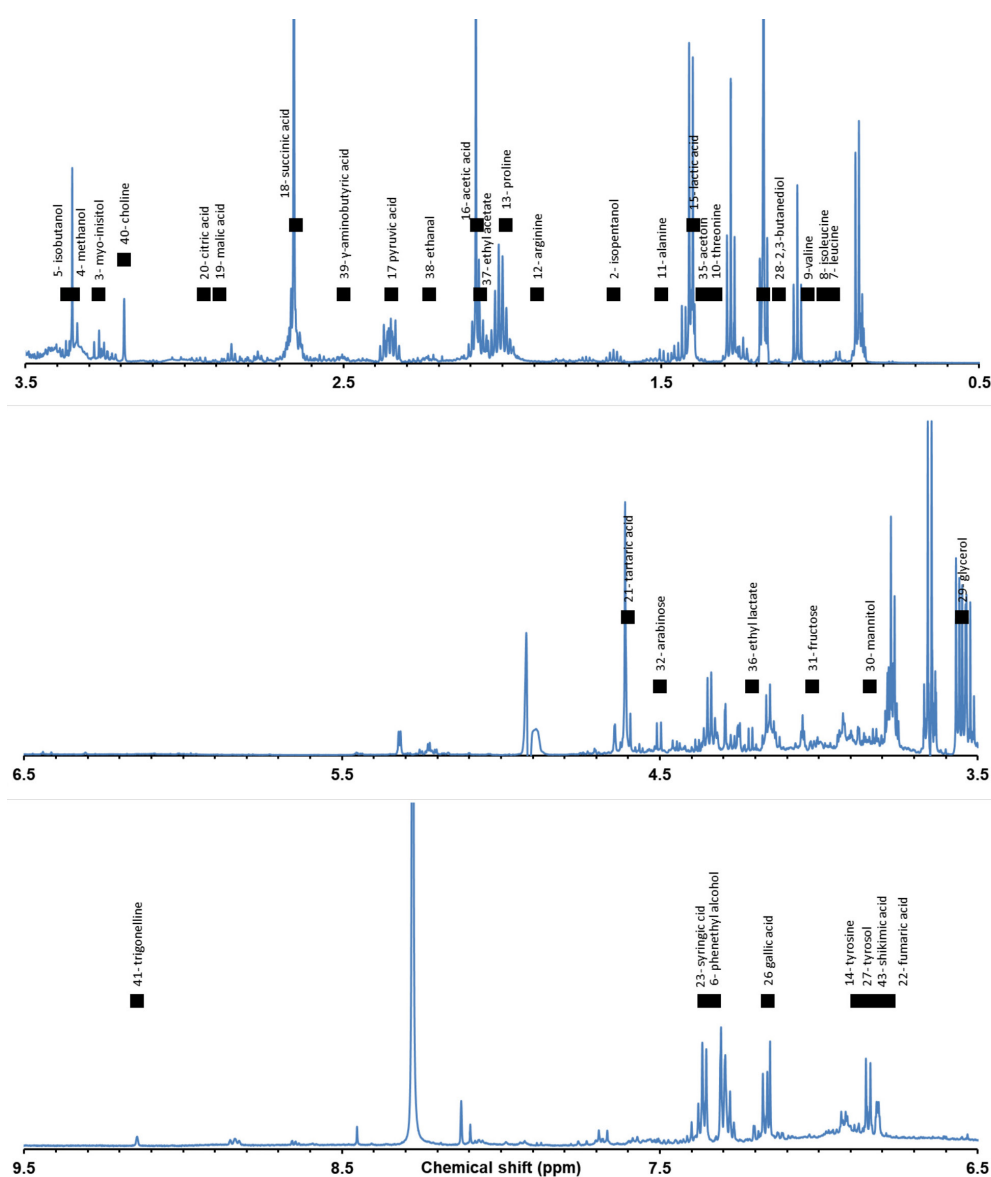 5- isobutanol
4- methanol
3- myo-inisitol
40- choline
20- citric acid
19- malic acid
18- succinic acid
39- γ-aminobutyric acid
17 pyruvic acid
38- ethanal
16- acetic acid
37- ethyl acetate
13- proline
12- arginine
2- isopentanol
11- alanine
15- lactic acid
35- acetoin
10- threonine
28- 2,3-butanediol
9-valine
8- isoleucine
7- leucine
3.5 2.5 1.5 0.5
21- tartaric acid
32- arabinose
36- ethyl lactate
31- fructose
30- mannitol
29- glycerol
6.5 5.5 4.5 3.5
41- trigonelline
23- syringic cid
6- phenethyl alcohol
26 gallic acid
14- tyrosine
27- tyrosol
43- shikimic acid
22- fumaric acid
9.5 8.5 7.5 6.5
Chemical shift (ppm)